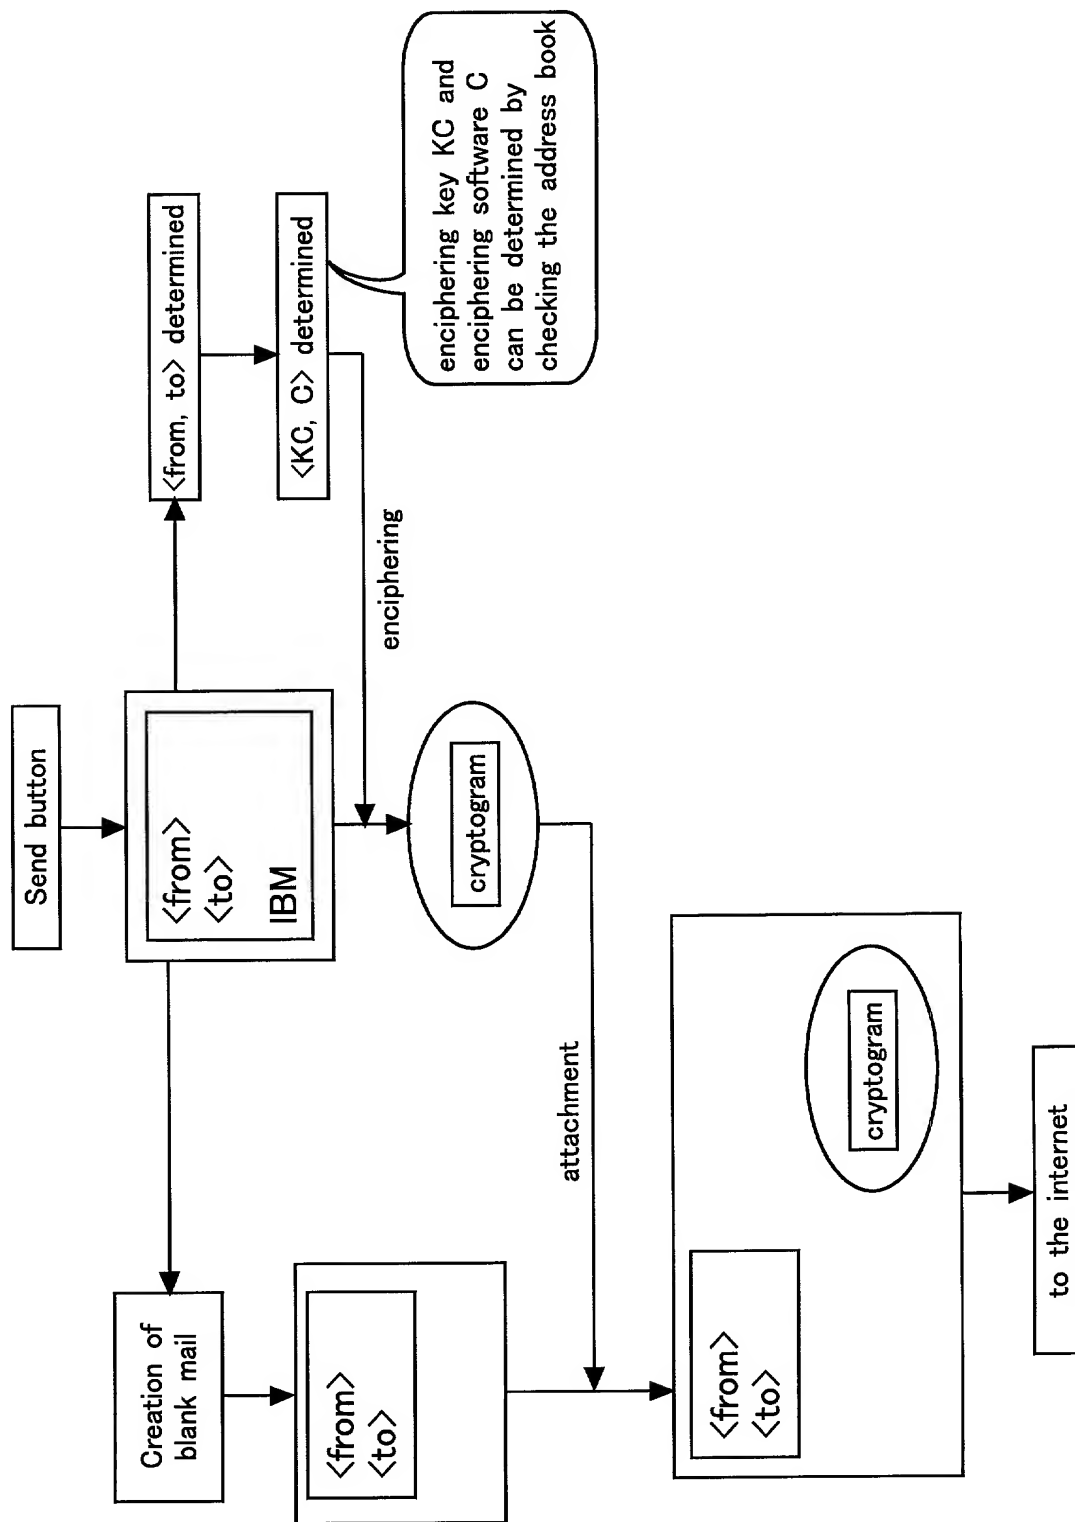 Send button
<from>
<to>
IBM
<from, to> determined
<KC, C> determined
enciphering key KC and
enciphering software C
can be determined by
checking the address book
enciphering
cryptogram
Creation of
blank mail
<from>
<to>
attachment
<from>
<to>
cryptogram
to the internet